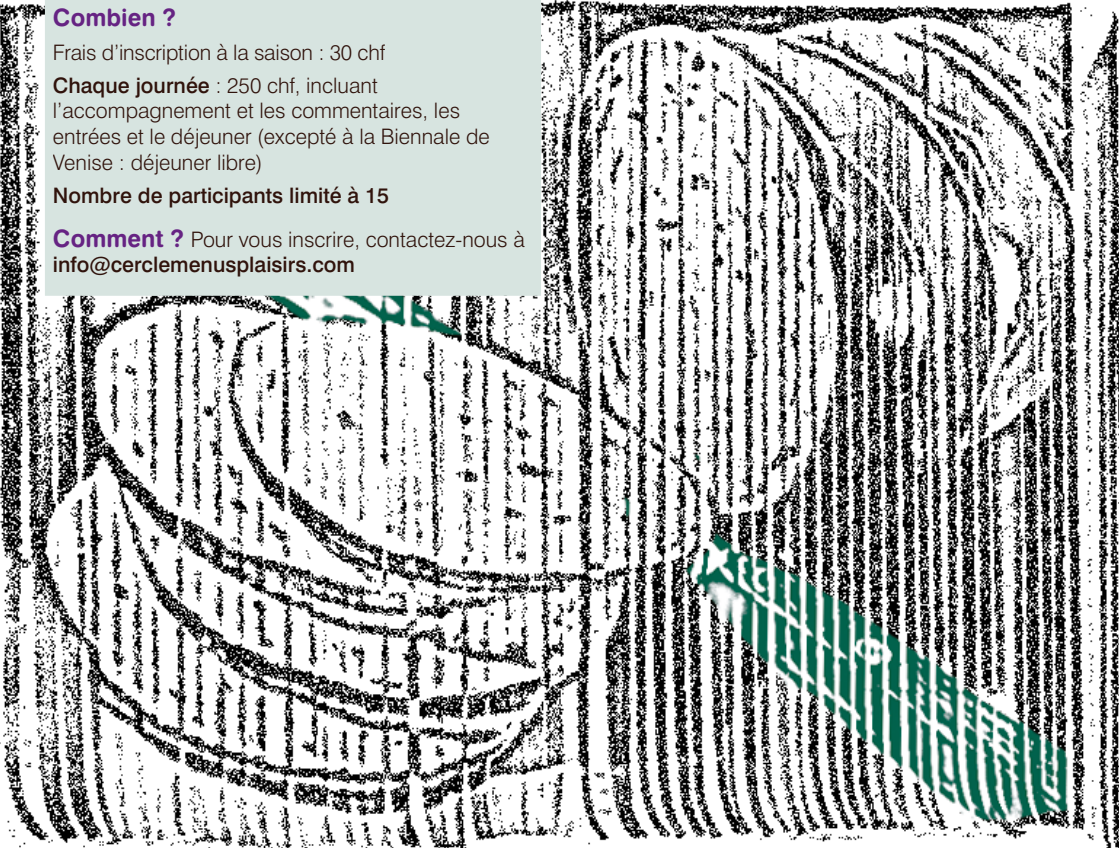 Combien ?
Frais d’inscription à la saison : 30 chf
Chaque journée : 250 chf, incluant
l’accompagnement et les commentaires, les
entrées et le déjeuner (excepté à la Biennale de
Venise : déjeuner libre)
Nombre de participants limité à 15
Comment ? Pour vous inscrire, contactez-nous à
info@cerclemenusplaisirs.com